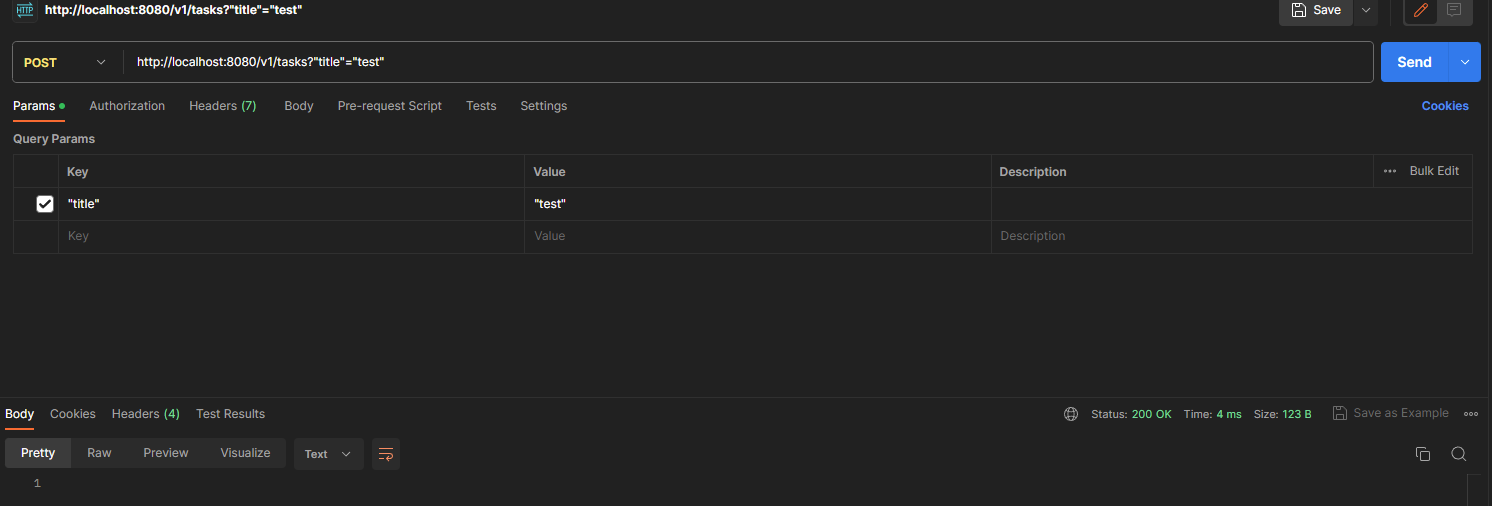 HTTP http://localhost:8080/v1/tasks?"title"="test" Save
POST http://localhost:8080/v1/tasks?"title"="test" Send
Params Authorization Headers (7) Body Pre-request Script Tests Settings Cookies
Query Params
Key Value Description Bulk Edit
"title" "test"
Key Value Description
Body Cookies Headers (4) Test Results Status: 200 OK Time: 4 ms Size: 123 B Save as Example
Pretty Raw Preview Visualize Text
1